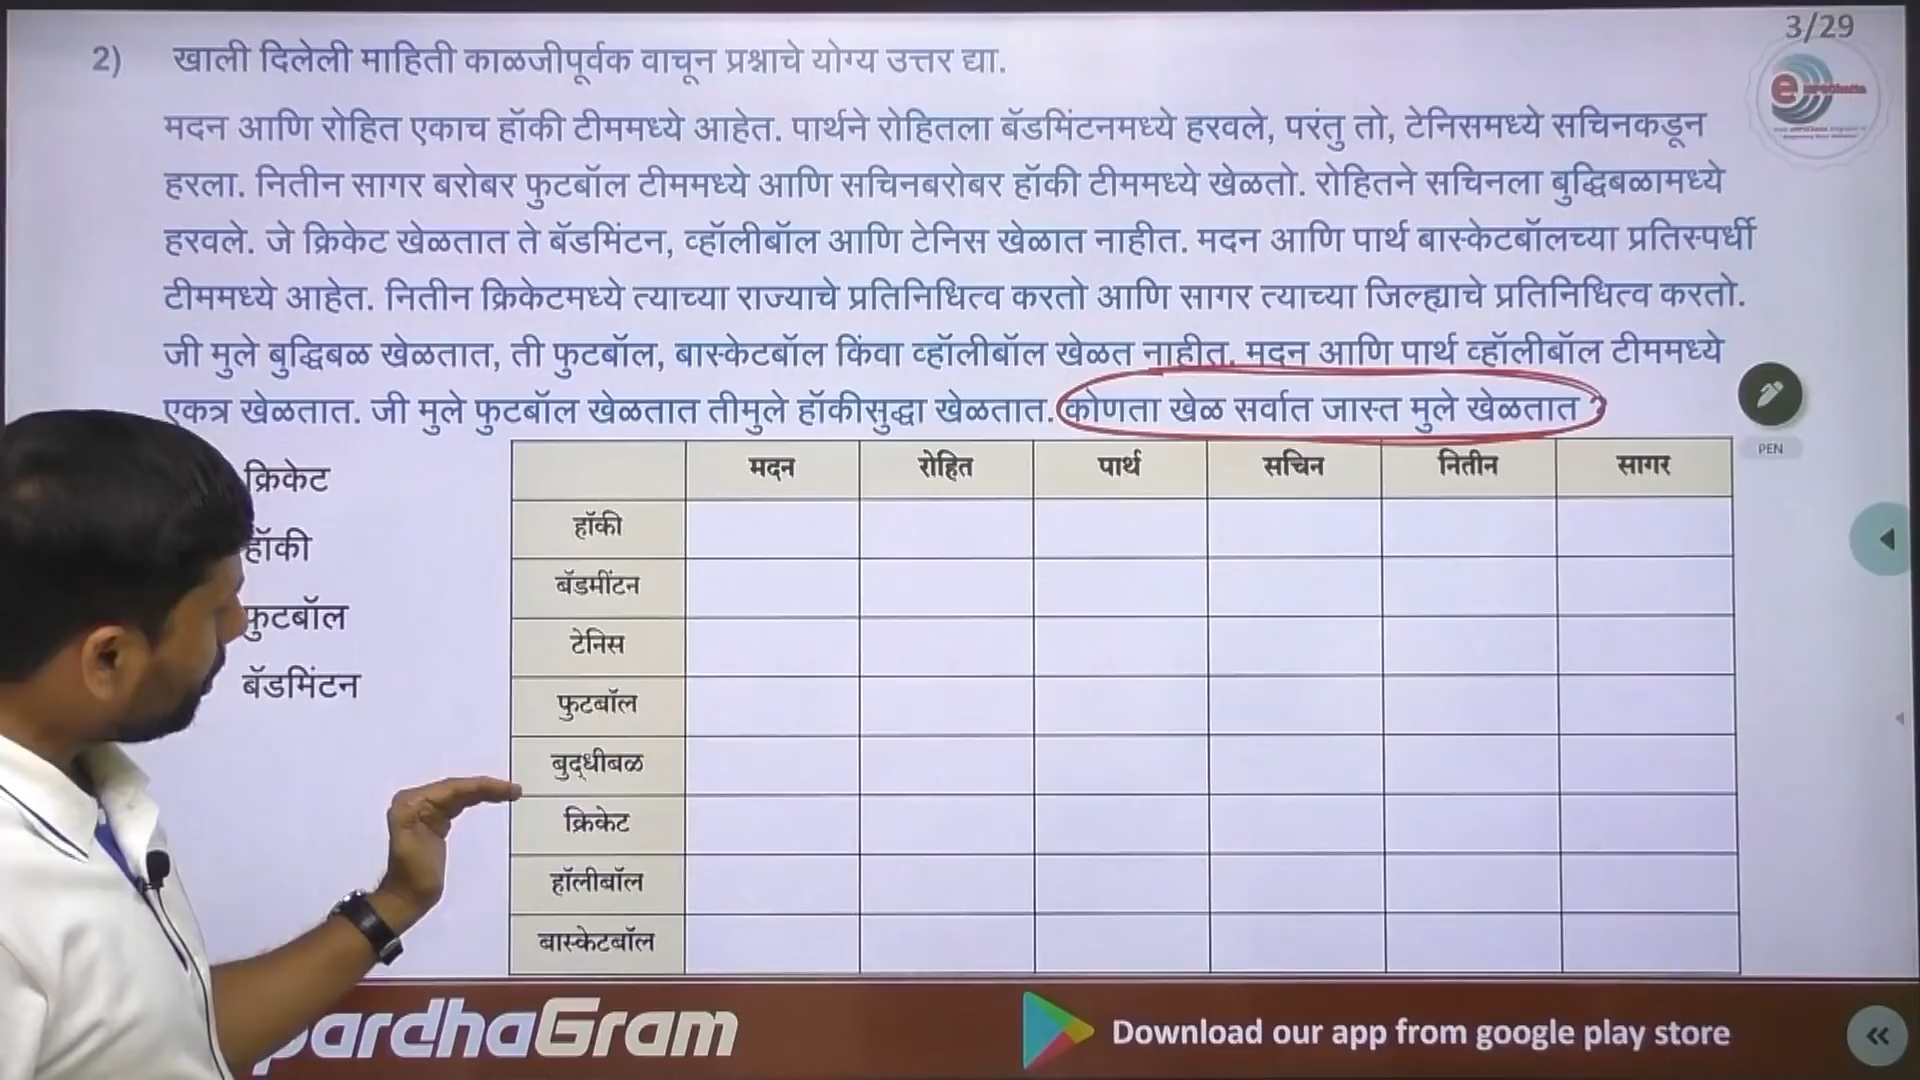 3/29
2) खाली दिलेली माहिती काळजीपूर्वक वाचून प्रश्नाचे योग्य उत्तर द्या.
मदन आणि रोहित एकाच हॉकी टीममध्ये आहेत. पार्थने रोहितला बॅडमिंटनमध्ये हरवले, परंतु तो, टेनिसमध्ये सचिनकडून
हरला. नितीन सागर बरोबर फुटबॉल टीममध्ये आणि सचिनबरोबर हॉकी टीममध्ये खेळतो. रोहितने सचिनला बुद्धिबळामध्ये
हरवले. जे क्रिकेट खेळतात ते बॅडमिंटन, व्हॉलीबॉल आणि टेनिस खेळात नाहीत. मदन आणि पार्थ बास्केटबॉलच्या प्रतिस्पर्धी
टीममध्ये आहेत. नितीन क्रिकेटमध्ये त्याच्या राज्याचे प्रतिनिधित्व करतो आणि सागर त्याच्या जिल्ह्याचे प्रतिनिधित्व करतो.
जी मुले बुद्धिबळ खेळतात, ती फुटबॉल, बास्केटबॉल किंवा व्हॉलीबॉल खेळत नाहीत. मदन आणि पार्थ व्हॉलीबॉल टीममध्ये
एकत्र खेळतात. जी मुले फुटबॉल खेळतात तीमुले हॉकीसुद्धा खेळतात. कोणता खेळ सर्वात जास्त मुले खेळतात ?
PEN
क्रिकेट
हॉकी
फुटबॉल
बॅडमिंटन
मदन रोहित पार्थ सचिन नितीन सागर
हॉकी
बॅडमींटन
टेनिस
फुटबॉल
बुद्धीबळ
क्रिकेट
हॉलीबॉल
बास्केटबॉल
pardhaGram
Download our app from google play store